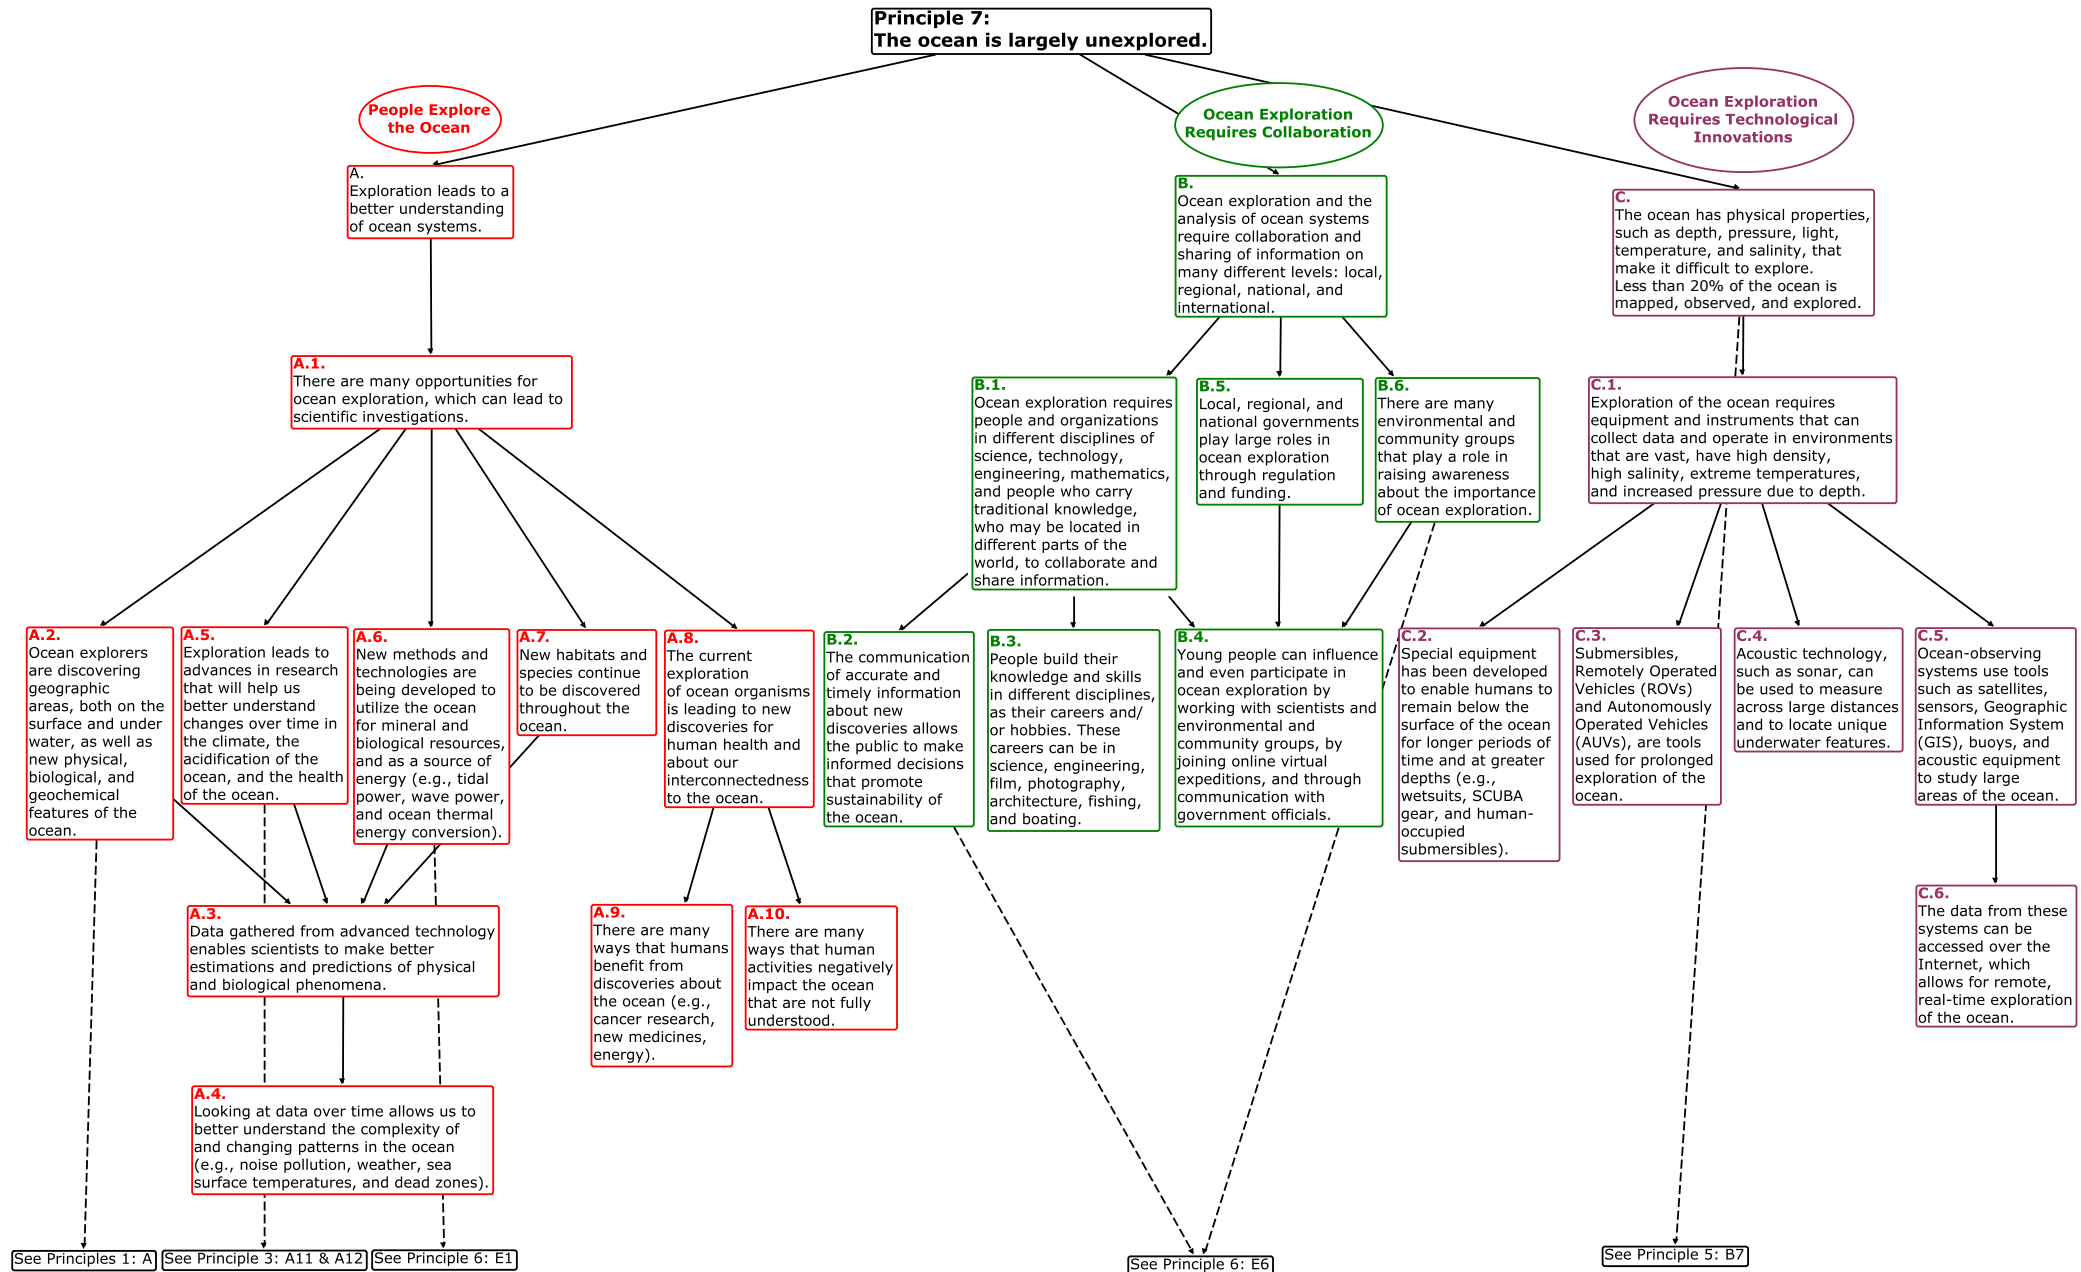 Principle 7:
The ocean is largely unexplored.
People Explore
the Ocean
Ocean Exploration
Requires Collaboration
Ocean Exploration
Requires Technological
Innovations
A.
Exploration leads to a
better understanding
of ocean systems.
B.
Ocean exploration and the
analysis of ocean systems
require collaboration and
sharing of information on
many different levels: local,
regional, national, and
international.
C.
The ocean has physical properties,
such as depth, pressure, light,
temperature, and salinity, that
make it difficult to explore.
Less than 20% of the ocean is
mapped, observed, and explored.
A.1.
There are many opportunities for
ocean exploration, which can lead to
scientific investigations.
B.1.
Ocean exploration requires
people and organizations
in different disciplines of
science, technology,
engineering, mathematics,
and people who carry
traditional knowledge,
who may be located in
different parts of the
world, to collaborate and
share information.
B.5.
Local, regional, and
national governments
play large roles in
ocean exploration
through regulation
and funding.
B.6.
There are many
environmental and
community groups
that play a role in
raising awareness
about the importance
of ocean exploration.
C.1.
Exploration of the ocean requires
equipment and instruments that can
collect data and operate in environments
that are vast, have high density,
high salinity, extreme temperatures,
and increased pressure due to depth.
A.2.
Ocean explorers
are discovering
geographic
areas, both on the
surface and under
water, as well as
new physical,
biological, and
geochemical
features of the
ocean.
A.5.
Exploration leads to
advances in research
that will help us
better understand
changes over time in
the climate, the
acidification of the
ocean, and the health
of the ocean.
A.6.
New methods and
technologies are
being developed to
utilize the ocean
for mineral and
biological resources,
and as a source of
energy (e.g., tidal
power, wave power,
and ocean thermal
energy conversion).
A.7.
New habitats and
species continue
to be discovered
throughout the
ocean.
A.8.
The current
exploration
of ocean organisms
is leading to new
discoveries for
human health and
about our
interconnectedness
to the ocean.
B.2.
The communication
of accurate and
timely information
about new
discoveries allows
the public to make
informed decisions
that promote
sustainability of
the ocean.
B.3.
People build their
knowledge and skills
in different disciplines,
as their careers and/
or hobbies. These
careers can be in
science, engineering,
film, photography,
architecture, fishing,
and boating.
B.4.
Young people can influence
and even participate in
ocean exploration by
working with scientists and
environmental and
community groups, by
joining online virtual
expeditions, and through
communication with
government officials.
C.2.
Special equipment
has been developed
to enable humans to
remain below the
surface of the ocean
for longer periods of
time and at greater
depths (e.g.,
wetsuits, SCUBA
gear, and human-
occupied
submersibles).
C.3.
Submersibles,
Remotely Operated
Vehicles (ROVs)
and Autonomously
Operated Vehicles
(AUVs), are tools
used for prolonged
exploration of the
ocean.
C.4.
Acoustic technology,
such as sonar, can
be used to measure
across large distances
and to locate unique
underwater features.
C.5.
Ocean-observing
systems use tools
such as satellites,
sensors, Geographic
Information System
(GIS), buoys, and
acoustic equipment
to study large
areas of the ocean.
A.3.
Data gathered from advanced technology
enables scientists to make better
estimations and predictions of physical
and biological phenomena.
A.9.
There are many
ways that humans
benefit from
discoveries about
the ocean (e.g.,
cancer research,
new medicines,
energy).
A.10.
There are many
ways that human
activities negatively
impact the ocean
that are not fully
understood.
C.6.
The data from these
systems can be
accessed over the
Internet, which
allows for remote,
real-time exploration
of the ocean.
A.4.
Looking at data over time allows us to
better understand the complexity of
and changing patterns in the ocean
(e.g., noise pollution, weather, sea
surface temperatures, and dead zones).
See Principles 1: A
See Principle 3: A11 & A12
See Principle 6: E1
See Principle 6: E6
See Principle 5: B7